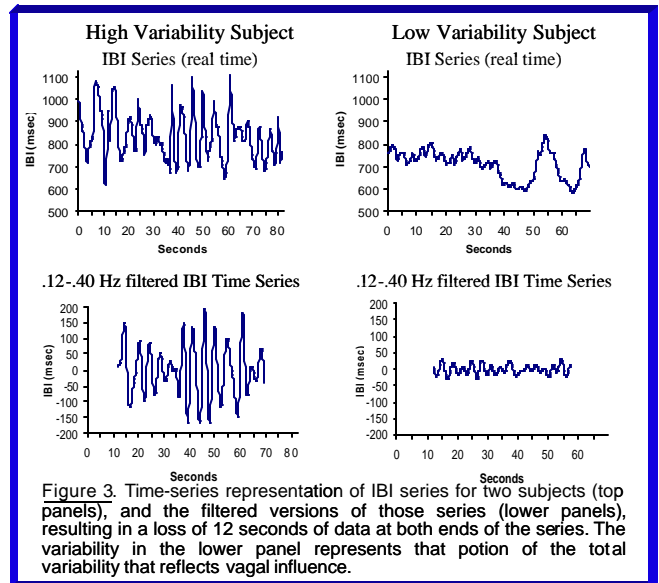 High Variability Subject
IBI Series (real time)
IBI (msec)
1100
1000
900
800
700
600
500
0 10 20 30 40 50 60 70 80
Seconds
Low Variability Subject
IBI Series (real time)
IBI (msec)
1100
1000
900
800
700
600
500
0 10 20 30 40 50 60
Seconds
.12-.40 Hz filtered IBI Time Series
IBI (msec)
200
150
100
50
0
-50
-100
-150
-200
0 10 20 30 40 50 60 70 80
Seconds
.12-.40 Hz filtered IBI Time Series
IBI (msec)
200
150
100
50
0
-50
-100
-150
-200
0 10 20 30 40 50 60
Seconds
Figure 3. Time-series representation of IBI series for two subjects (top
panels), and the filtered versions of those series (lower panels),
resulting in a loss of 12 seconds of data at both ends of the series. The
variability in the lower panel represents that potion of the total
variability that reflects vagal influence.